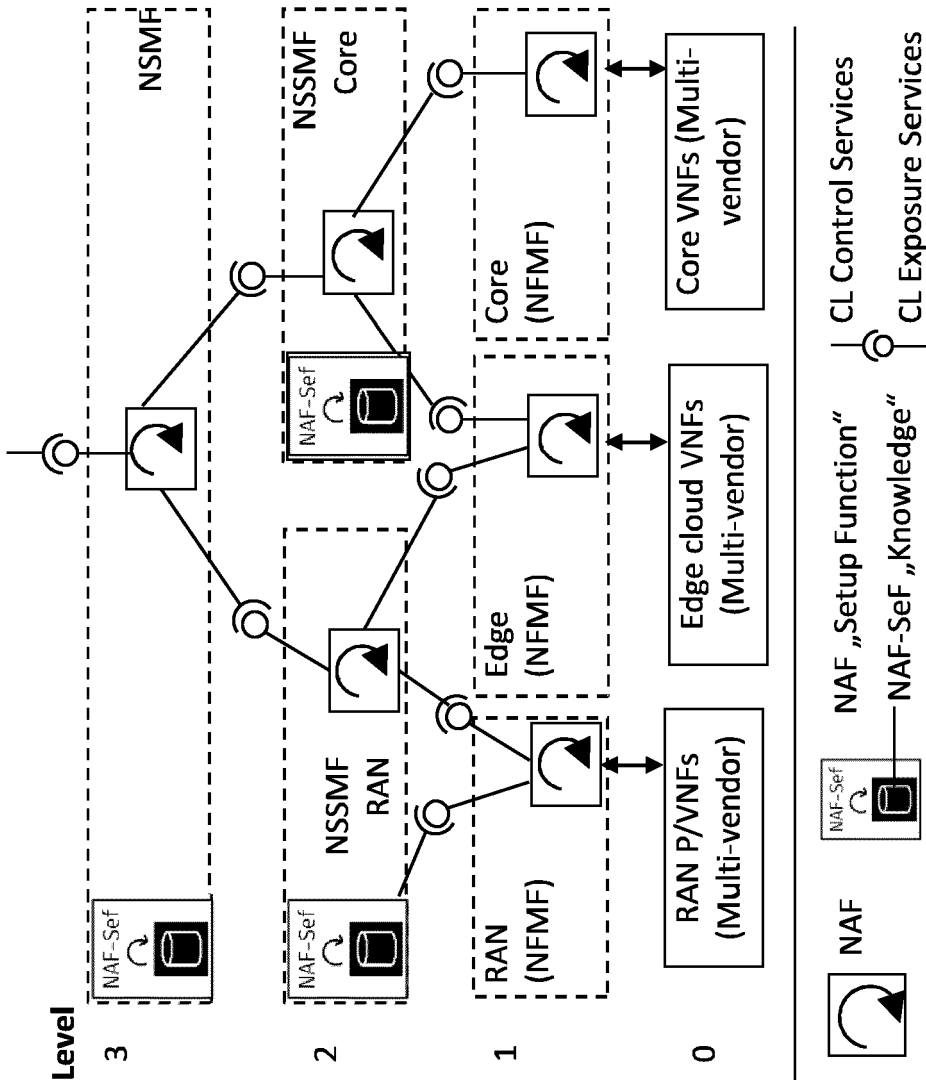 Level
3
NAF-Sef
NSMF
2
NAF-Sef
NSSMF
RAN
NAF-Sef
NSSMF
Core
1
RAN
(NFMF)
Edge
(NFMF)
Core
(NFMF)
0
RAN P/VNFs
(Multi-vendor)
Edge cloud VNFs
(Multi-vendor)
Core VNFs (Multi-
vendor)
NAF
NAF-Sef
NAF „Setup Function“
NAF-SeF „Knowledge“
CL Control Services
CL Exposure Services